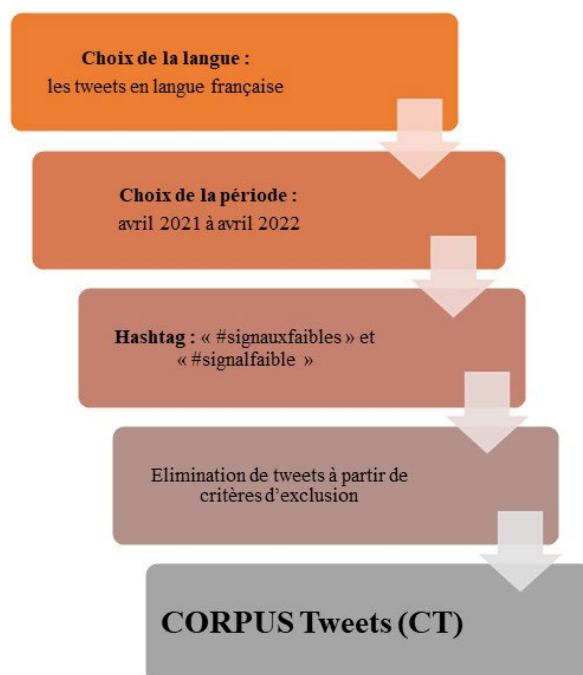 Choix de la langue :
les tweets en langue française
Choix de la période :
avril 2021 à avril 2022
Hashtag : « #signauxfaibles » et
« #signalfaible »
Elimination de tweets à partir de
critères d’exclusion
CORPUS Tweets (CT)